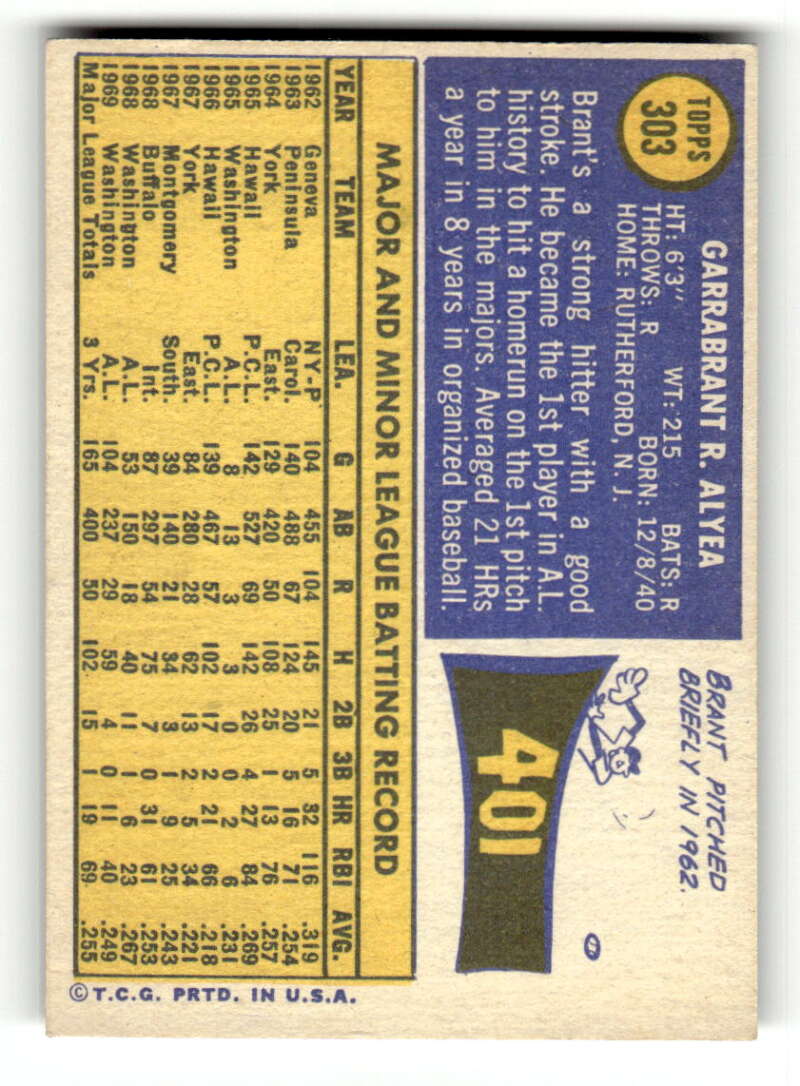 TOPPS
303
GARRABRANT R. ALYEA
HT: 6'3" WT: 215 BATS: R
THROWS: R BORN: 12/8/40
HOME: RUTHERFORD, N.J.
Brant's a strong hitter with a good
stroke. He became the 1st player in A.L.
history to hit a homerun on the 1st pitch
to him in the majors. Averaged 21 HRs
a year in 8 years in organized baseball.
BRANT PITCHED
BRIEFLY IN 1962.
401
MAJOR AND MINOR LEAGUE BATTING RECORD
YEAR TEAM LEA. G AB R H 2B 3B HR RBI AVG.
1962 Geneva NY-P 104 455 104 145 21 5 32 116 .319
1963 Peninsula Carol. 140 488 67 124 20 5 16 71 .254
1964 York East. 129 420 50 108 25 1 13 76 .257
1965 Hawaii P.C.L. 142 527 69 142 26 4 27 84 .269
1965 Washington A.L. 8 13 3 3 0 0 2 6 .231
1966 Hawaii P.C.L. 139 467 57 102 17 2 21 66 .218
1967 York East. 84 280 28 62 13 2 5 34 .221
1967 Montgomery South. 39 140 21 34 3 1 9 25 .243
1968 Buffalo Int. 87 297 54 75 7 0 31 61 .253
1968 Washington A.L. 53 150 18 40 11 1 6 23 .267
1969 Washington A.L. 104 237 29 59 4 0 11 40 .249
Major League Totals 3 Yrs. 165 400 50 102 15 1 19 69 .255
©T.C.G. PRTD. IN U.S.A.